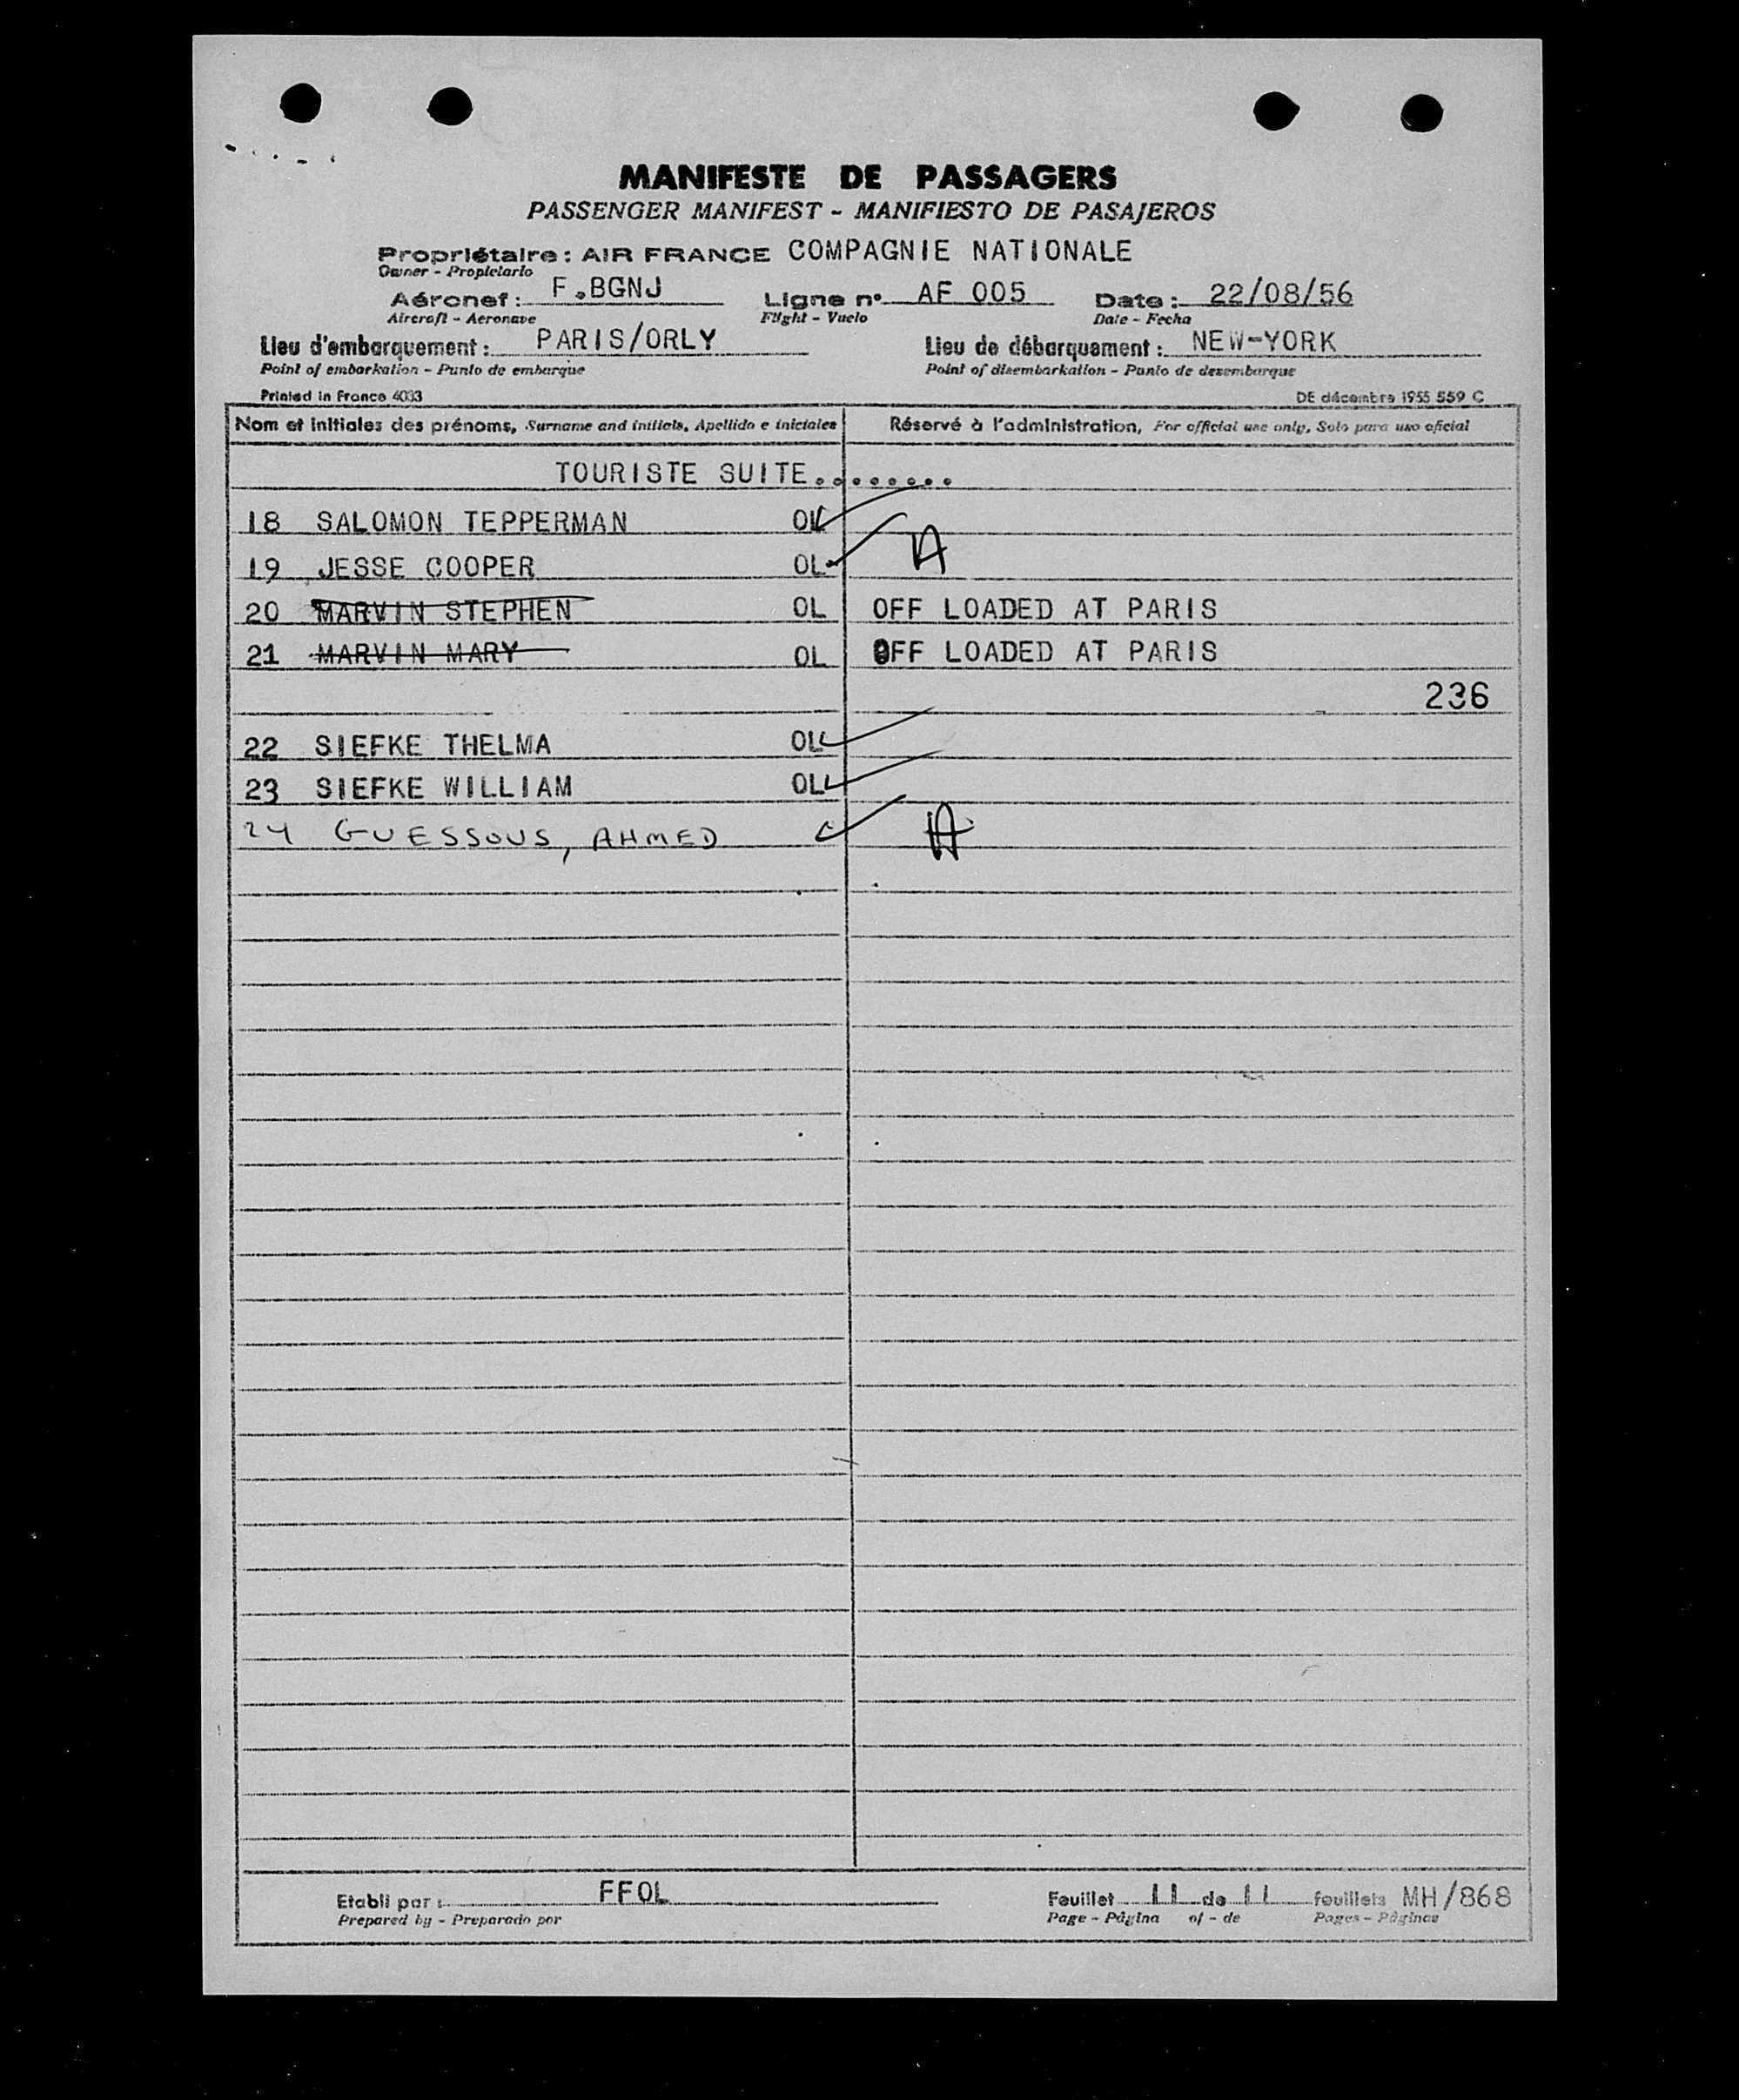 MANIFESTE DE PASSAGERS
PASSENGER MANIFEST - MANIFIESTO DE PASAJEROS
Propriétaire : AIR FRANCE COMPAGNIE NATIONALE
Owner - Propietario
Aéronef : F.BGNJ Ligne n° AF 005 Date : 22/08/56
Aircraft - Aeronave Flight - Vuelo Date - Fecha
Lieu d'embarquement : PARIS/ORLY Lieu de débarquement : NEW-YORK
Point of embarkation - Punto de embarque Point of disembarkation - Punto de desembarque
Printed in France 4033 DE décembre 1955 559 C
Nom et initiales des prénoms, Surname and initials, Apellido e iniciales Réservé à l'administration, For official use only, Solo para uso oficial
TOURISTE SUITE.........
18 SALOMON TEPPERMAN OL
19 JESSE COOPER OL A
20 MARVIN STEPHEN OL OFF LOADED AT PARIS
21 MARVIN MARY OL OFF LOADED AT PARIS
236
22 SIEFKE THELMA OL
23 SIEFKE WILLIAM OL
24 GUESSOUS, AHMED A
Etabli par : FFOL Feuillet 11 de 11 feuillets MH/868
Prepared by - Preparado por Page - Página of - de Pages - Páginas